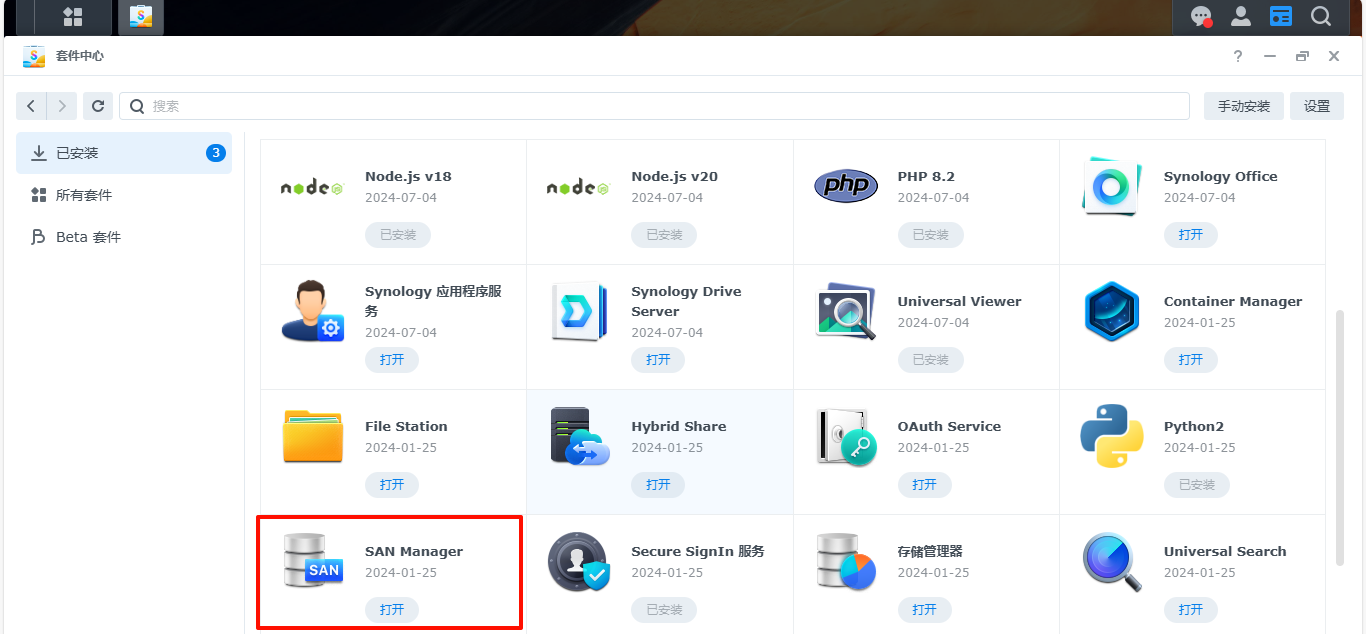 S
套件中心
?
搜索
手动安装
设置
已安装
3
所有套件
Beta 套件
node
JS
Node.js v18
2024-07-04
已安装
node
JS
Node.js v20
2024-07-04
已安装
php
PHP 8.2
2024-07-04
已安装
Synology Office
2024-07-04
打开
Synology 应用程序服
务
2024-07-04
打开
Synology Drive
Server
2024-07-04
打开
Universal Viewer
2024-07-04
已安装
Container Manager
2024-01-25
打开
File Station
2024-01-25
打开
Hybrid Share
2024-01-25
打开
OAuth Service
2024-01-25
打开
Python2
2024-01-25
已安装
SAN
SAN Manager
2024-01-25
打开
Secure SignIn 服务
2024-01-25
已安装
存储管理器
2024-01-25
打开
Universal Search
2024-01-25
打开